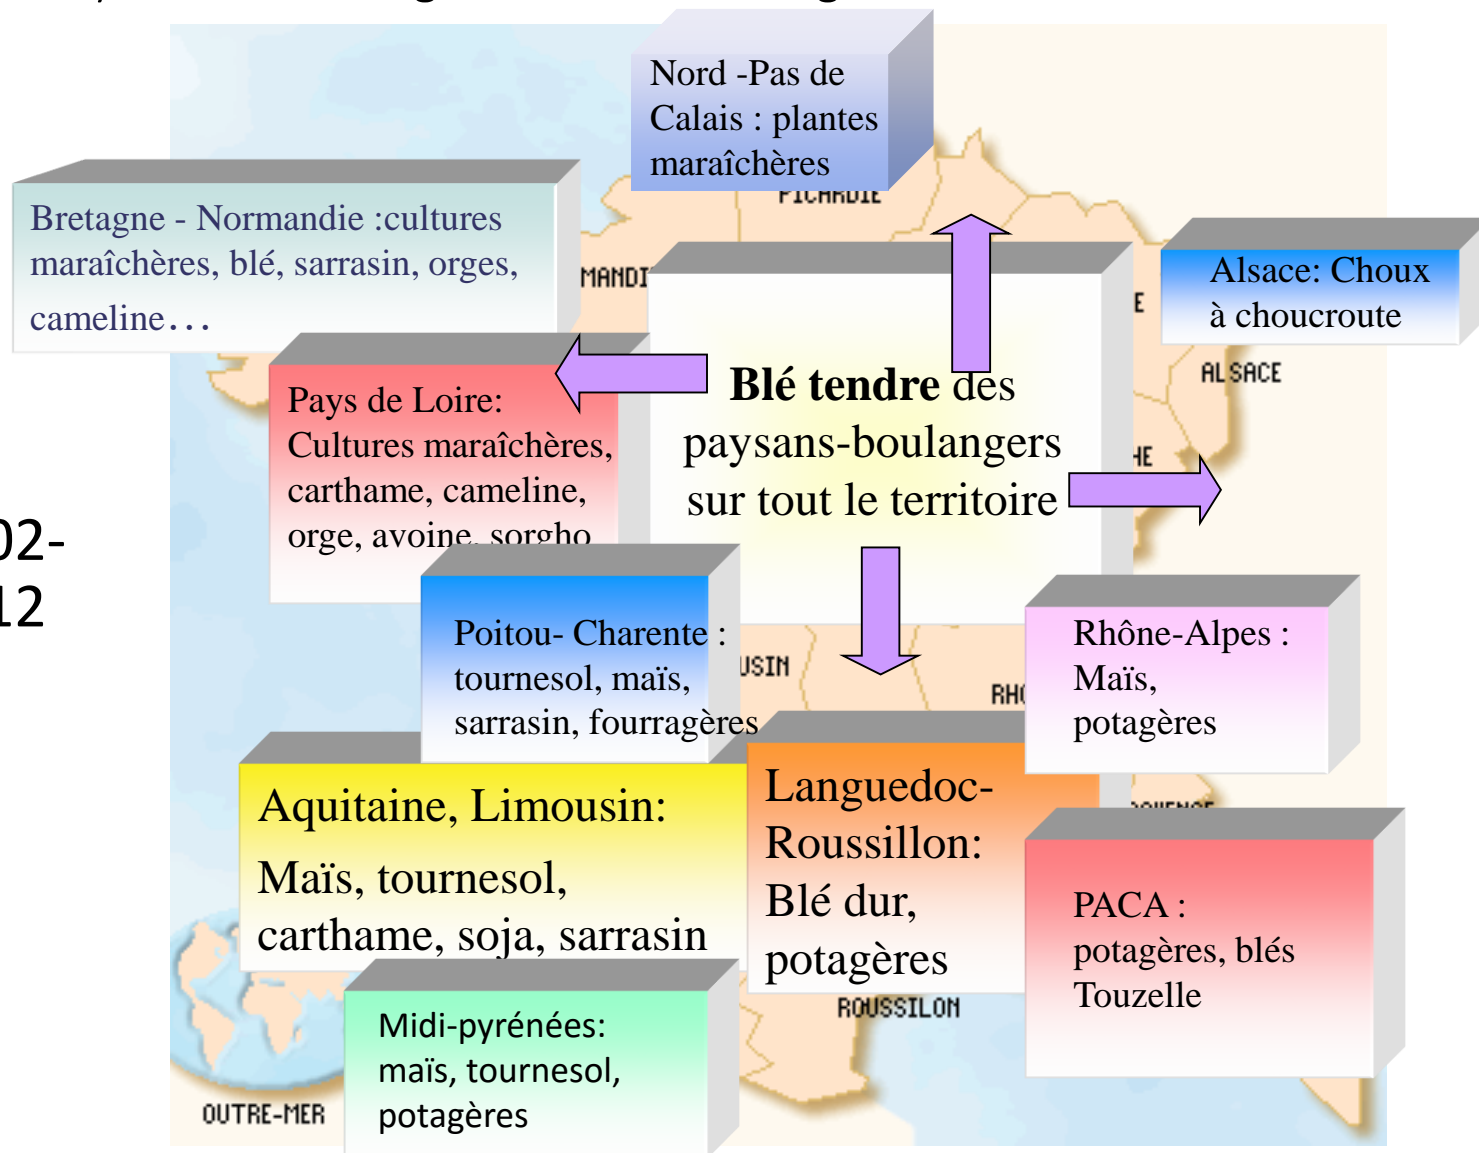 Nord -Pas de
Calais : plantes
maraîchères
PICARDIE
Bretagne - Normandie :cultures
maraîchères, blé, sarrasin, orges,
cameline…
Alsace: Choux
à choucroute
ALSACE
Pays de Loire:
Cultures maraîchères,
carthame, cameline,
orge, avoine, sorgho
Blé tendre des
paysans-boulangers
sur tout le territoire
02-
12
Poitou- Charente :
tournesol, maïs,
sarrasin, fourragères
Rhône-Alpes :
Maïs,
potagères
Aquitaine, Limousin:
Maïs, tournesol,
carthame, soja, sarrasin
Languedoc-
Roussillon:
Blé dur,
potagères
PACA :
potagères, blés
Touzelle
ROUSSILON
Midi-pyrénées:
maïs, tournesol,
potagères
OUTRE-MER